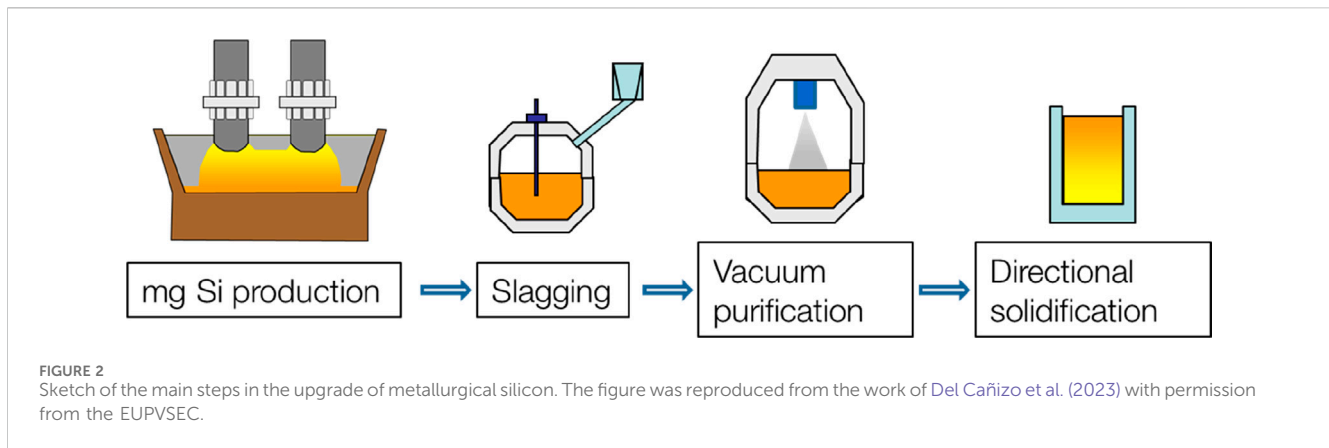 mg Si production
Slagging
Vacuum
purification
Directional
solidification
FIGURE 2
Sketch of the main steps in the upgrade of metallurgical silicon. The figure was reproduced from the work of Del Cañizo et al. (2023) with permission
from the EUPVSEC.